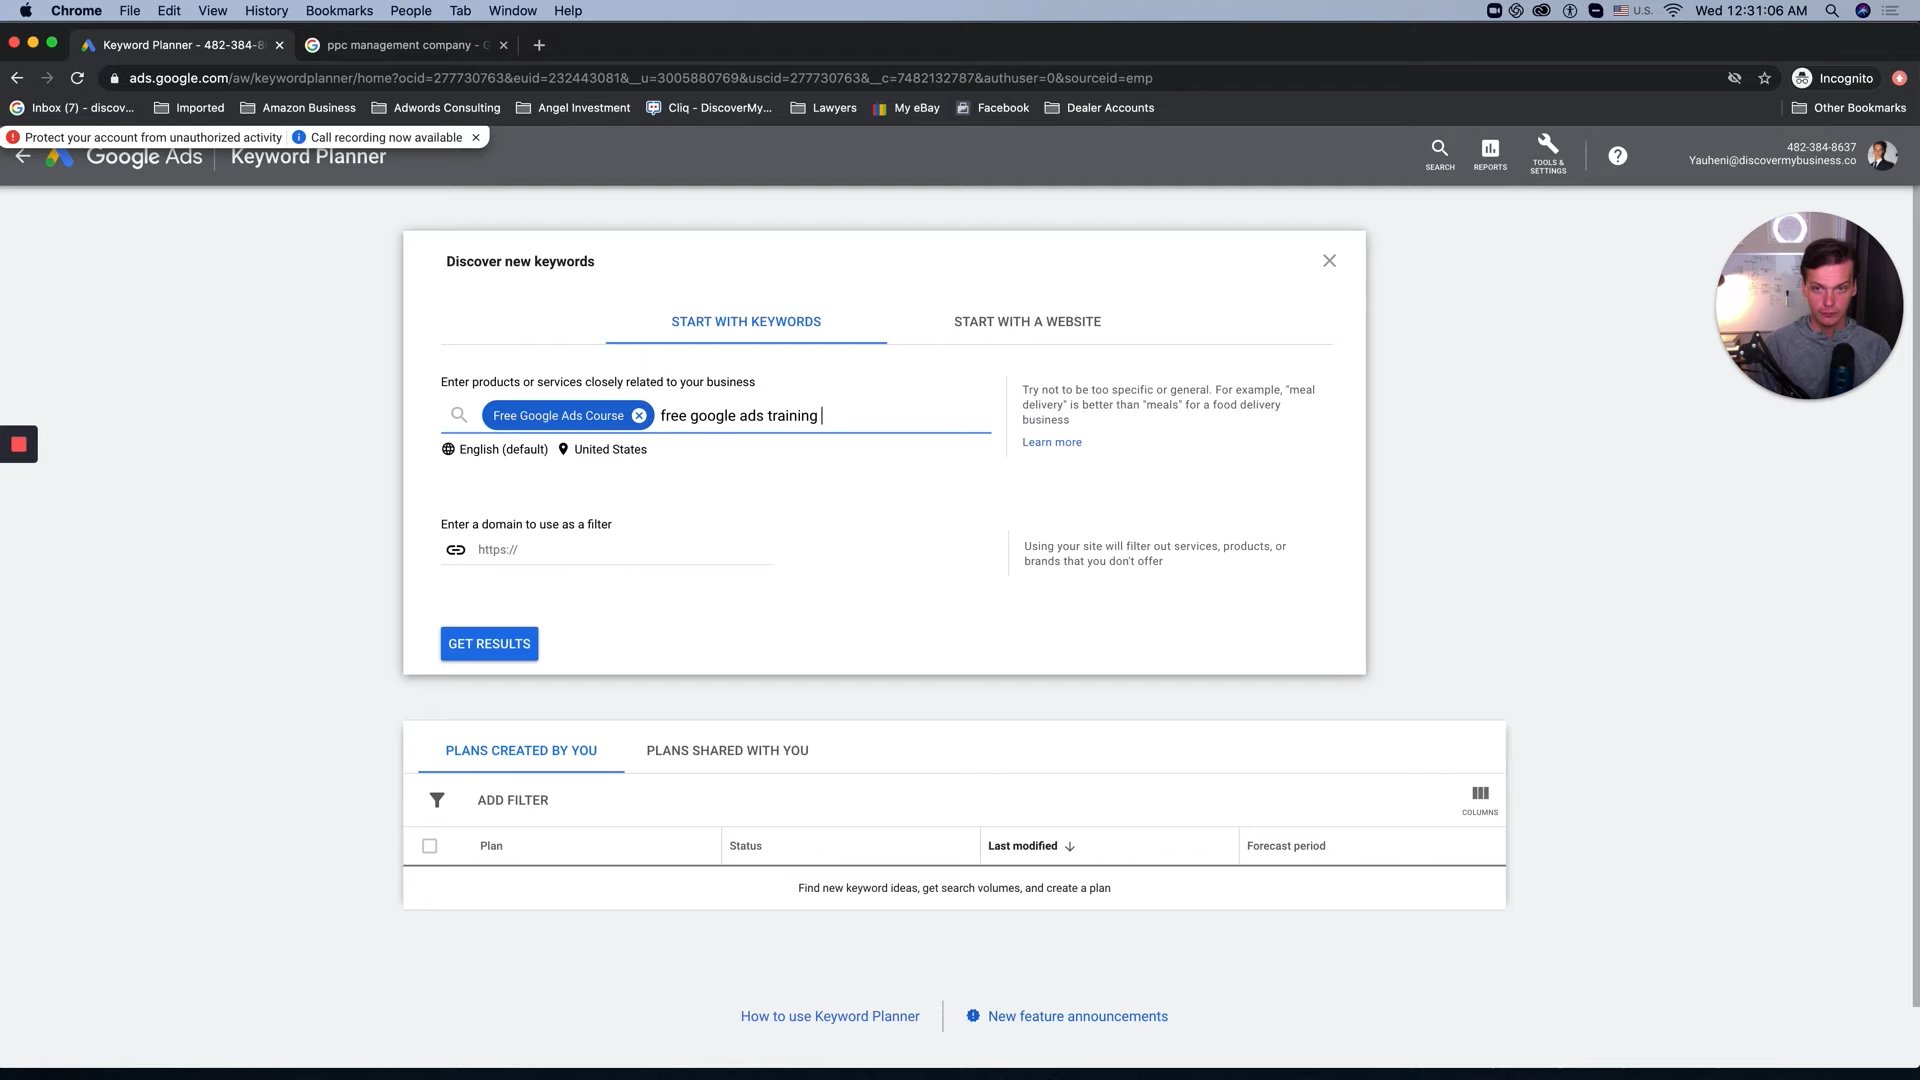 Chrome File Edit View History Bookmarks People Tab Window Help U.S. Wed 12:31:06 AM
Keyword Planner - 482-384-8 ppc management company - G
ads.google.com/aw/keywordplanner/home?ocid=277730763&euid=232443081&__u=3005880769&uscid=277730763&__c=7482132787&authuser=0&sourceid=emp Incognito
Inbox (7) - discov... Imported Amazon Business Adwords Consulting Angel Investment Cliq - DiscoverMy... Lawyers My eBay Facebook Dealer Accounts Other Bookmarks
Protect your account from unauthorized activity Call recording now available
Google Ads Keyword Planner
SEARCH REPORTS TOOLS & SETTINGS
482-384-8637
Yauheni@discovermybusiness.co
Discover new keywords
START WITH KEYWORDS START WITH A WEBSITE
Enter products or services closely related to your business
Free Google Ads Course free google ads training
English (default) United States
Try not to be too specific or general. For example, "meal
delivery" is better than "meals" for a food delivery
business
Learn more
Enter a domain to use as a filter
https://
Using your site will filter out services, products, or
brands that you don't offer
GET RESULTS
PLANS CREATED BY YOU PLANS SHARED WITH YOU
ADD FILTER
COLUMNS
Plan Status Last modified Forecast period
Find new keyword ideas, get search volumes, and create a plan
How to use Keyword Planner New feature announcements